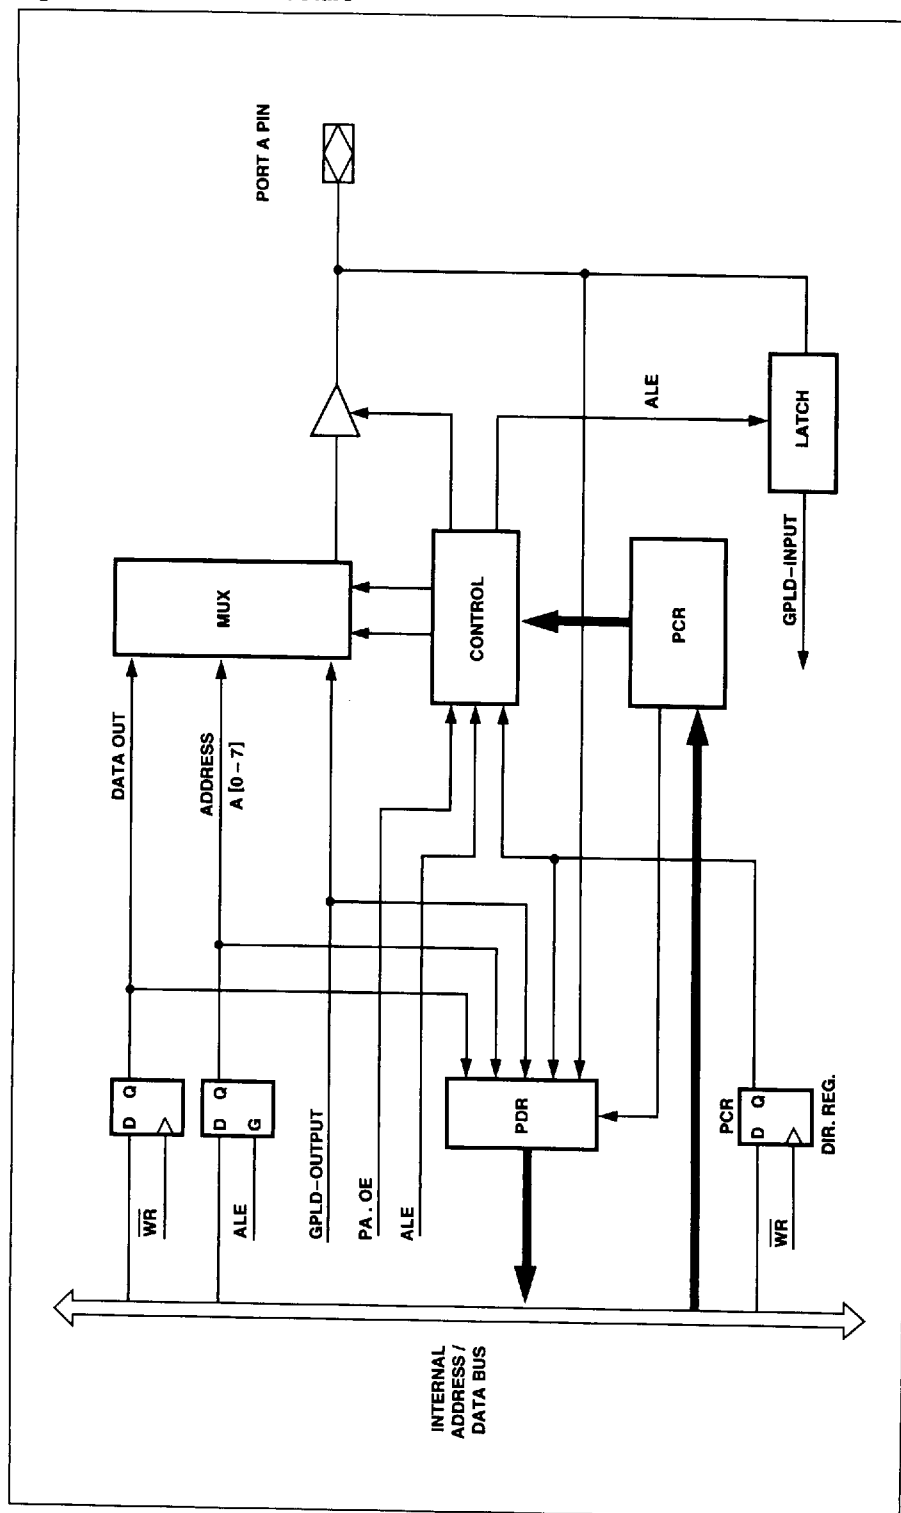 PORT A PIN
DATA OUT
ADDRESS
A [0 – 7]
MUX
CONTROL
ALE
LATCH
GPLD–INPUT
PCR
D Q
WR
D Q
G
ALE
GPLD–OUTPUT
PA . OE
ALE
PDR
PCR
D Q
DIR. REG.
WR
INTERNAL
ADDRESS /
DATA BUS